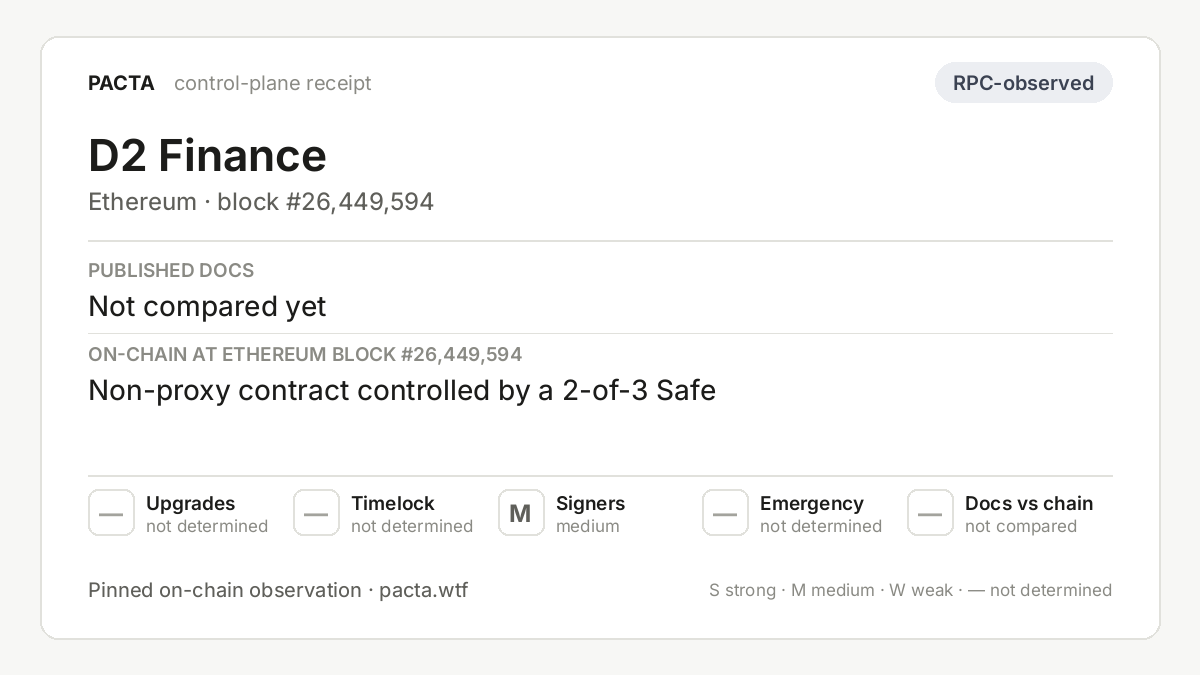 PACTA control-plane receipt
RPC-observed
D2 Finance
Ethereum · block #26,449,594
PUBLISHED DOCS
Not compared yet
ON-CHAIN AT ETHEREUM BLOCK #26,449,594
Non-proxy contract controlled by a 2-of-3 Safe
— Upgrades
not determined
— Timelock
not determined
M Signers
medium
— Emergency
not determined
— Docs vs chain
not compared
Pinned on-chain observation · pacta.wtf
S strong · M medium · W weak · — not determined